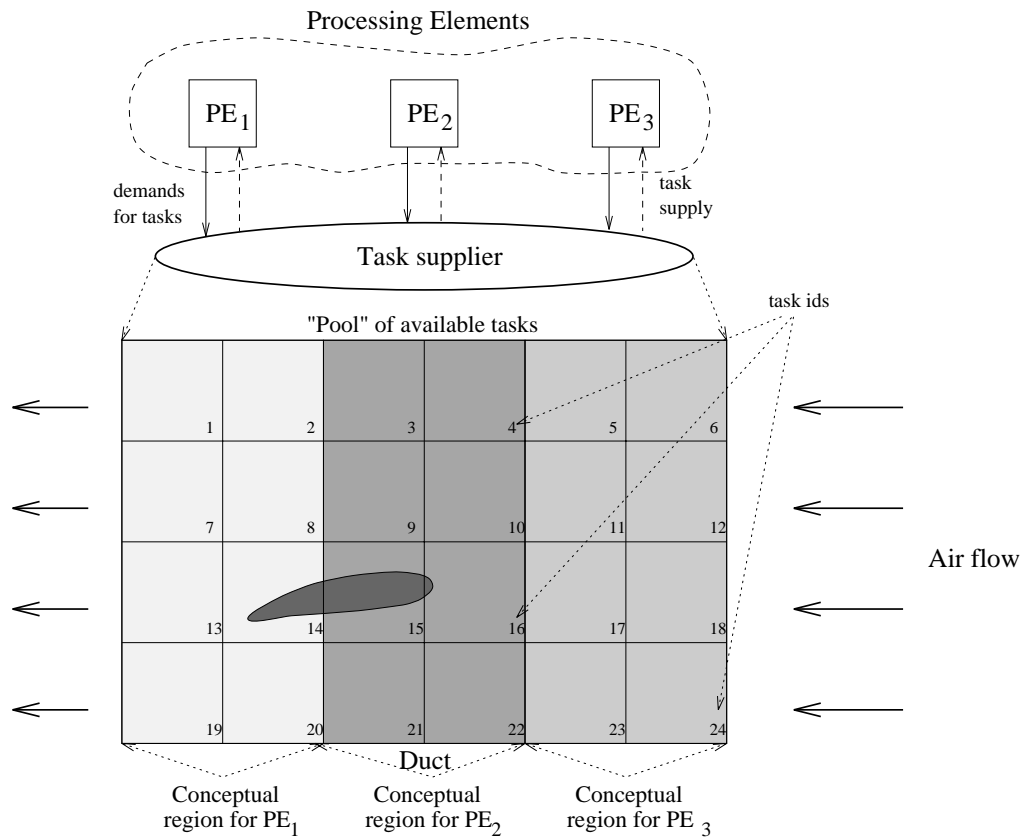 Processing Elements
PE1 PE2 PE3
demands
for tasks
task
supply
Task supplier
task ids
"Pool" of available tasks
1 2 3 4 5 6
7 8 9 10 11 12
Air flow
13 14 15 16 17 18
19 20 21 22 23 24
Duct
Conceptual
region for PE1
Conceptual
region for PE2
Conceptual
region for PE 3